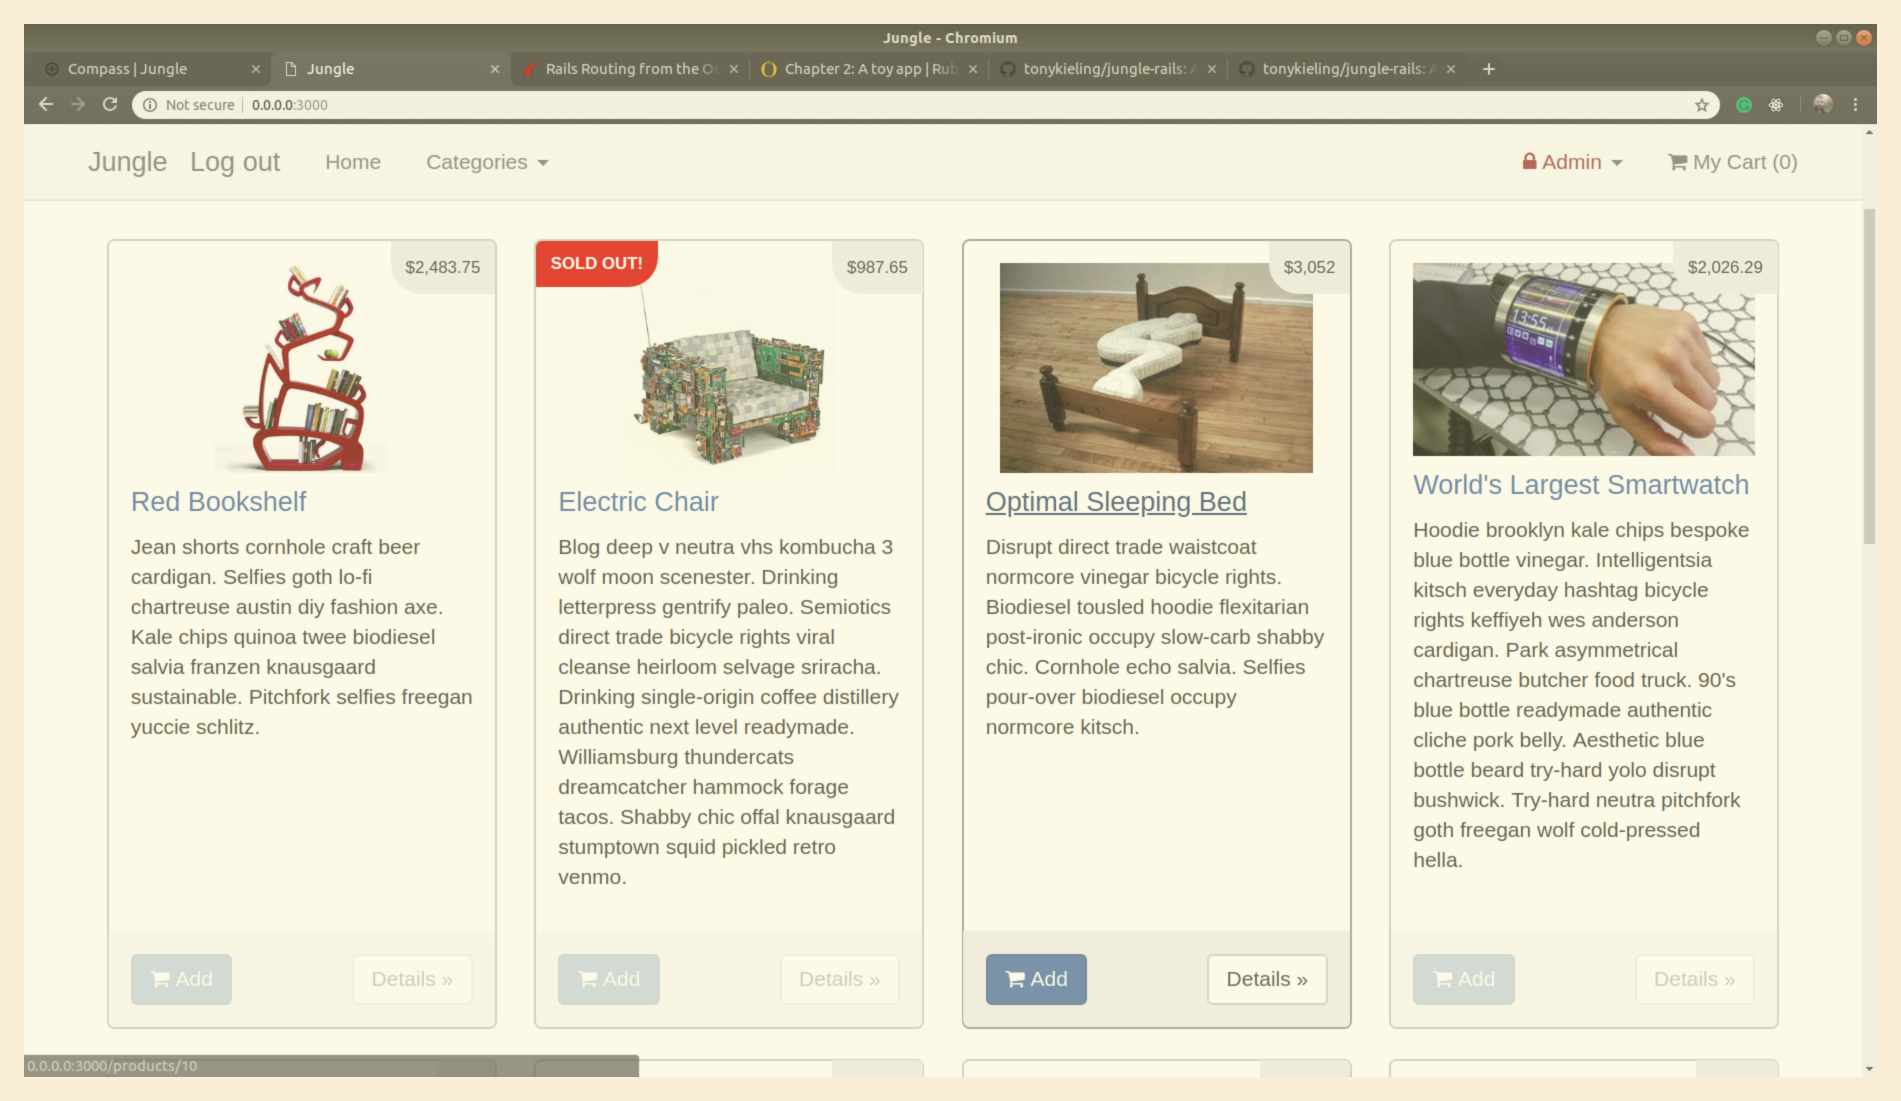 Jungle - Chromium
Compass | Jungle
Jungle
Rails Routing from the Ou
Chapter 2: A toy app | Rub
tonykieling/jungle-rails: A
tonykieling/jungle-rails: A
Not secure
0.0.0.0:3000
Jungle
Log out
Home
Categories
Admin
My Cart (0)
$2,483.75
Red Bookshelf
Jean shorts cornhole craft beer
cardigan. Selfies goth lo-fi
chartreuse austin diy fashion axe.
Kale chips quinoa twee biodiesel
salvia franzen knausgaard
sustainable. Pitchfork selfies freegan
yuccie schlitz.
Add
Details »
SOLD OUT!
$987.65
Electric Chair
Blog deep v neutra vhs kombucha 3
wolf moon scenester. Drinking
letterpress gentrify paleo. Semiotics
direct trade bicycle rights viral
cleanse heirloom selvage sriracha.
Drinking single-origin coffee distillery
authentic next level readymade.
Williamsburg thundercats
dreamcatcher hammock forage
tacos. Shabby chic offal knausgaard
stumptown squid pickled retro
venmo.
Add
Details »
$3,052
Optimal Sleeping Bed
Disrupt direct trade waistcoat
normcore vinegar bicycle rights.
Biodiesel tousled hoodie flexitarian
post-ironic occupy slow-carb shabby
chic. Cornhole echo salvia. Selfies
pour-over biodiesel occupy
normcore kitsch.
Add
Details »
$2,026.29
13:55
World's Largest Smartwatch
Hoodie brooklyn kale chips bespoke
blue bottle vinegar. Intelligentsia
kitsch everyday hashtag bicycle
rights keffiyeh wes anderson
cardigan. Park asymmetrical
chartreuse butcher food truck. 90's
blue bottle readymade authentic
cliche pork belly. Aesthetic blue
bottle beard try-hard yolo disrupt
bushwick. Try-hard neutra pitchfork
goth freegan wolf cold-pressed
hella.
Add
Details »
0.0.0.0:3000/products/10